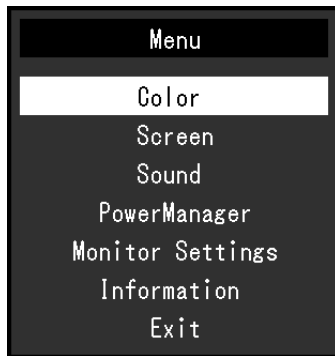 Menu
Color
Screen
Sound
PowerManager
Monitor Settings
Information
Exit